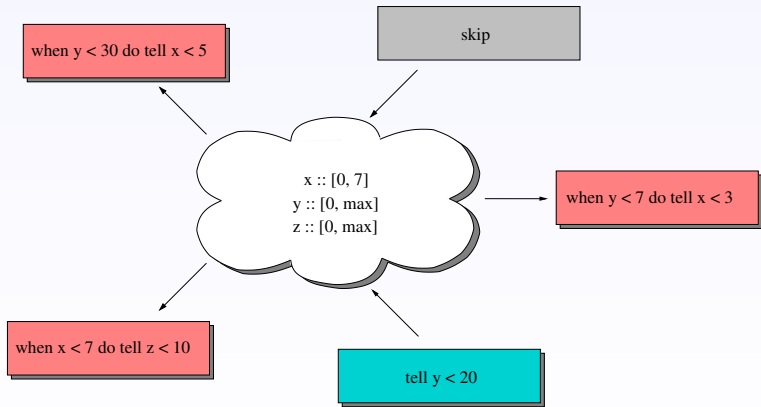 skip
when y < 30 do tell x < 5
x :: [0, 7]
y :: [0, max]
z :: [0, max]
when y < 7 do tell x < 3
when x < 7 do tell z < 10
tell y < 20